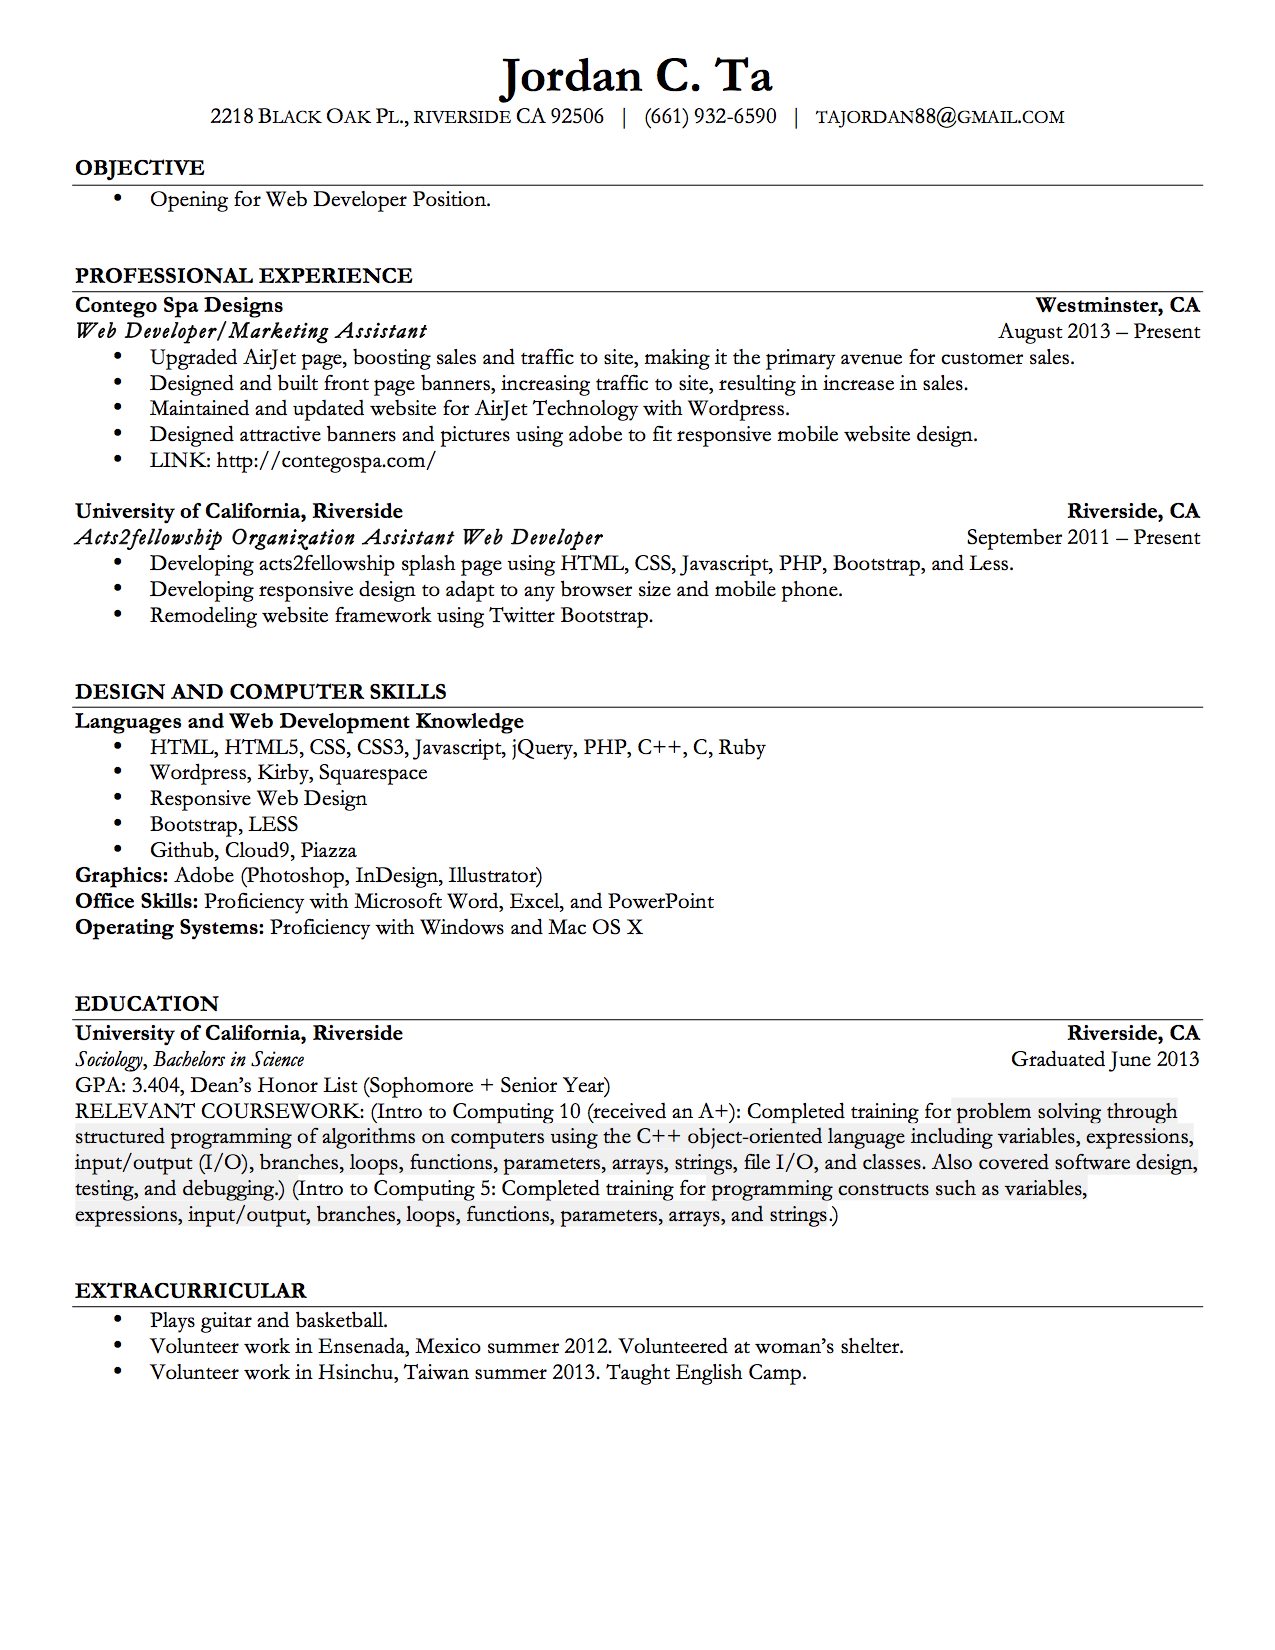 Jordan C. Ta
2218 BLACK OAK PL., RIVERSIDE CA 92506 | (661) 932-6590 | TAJORDAN88@GMAIL.COM
OBJECTIVE
• Opening for Web Developer Position.
PROFESSIONAL EXPERIENCE
Contego Spa Designs Westminster, CA
Web Developer/Marketing Assistant August 2013 – Present
• Upgraded AirJet page, boosting sales and traffic to site, making it the primary avenue for customer sales.
• Designed and built front page banners, increasing traffic to site, resulting in increase in sales.
• Maintained and updated website for AirJet Technology with Wordpress.
• Designed attractive banners and pictures using adobe to fit responsive mobile website design.
• LINK: http://contegospa.com/
University of California, Riverside Riverside, CA
Acts2fellowship Organization Assistant Web Developer September 2011 – Present
• Developing acts2fellowship splash page using HTML, CSS, Javascript, PHP, Bootstrap, and Less.
• Developing responsive design to adapt to any browser size and mobile phone.
• Remodeling website framework using Twitter Bootstrap.
DESIGN AND COMPUTER SKILLS
Languages and Web Development Knowledge
• HTML, HTML5, CSS, CSS3, Javascript, jQuery, PHP, C++, C, Ruby
• Wordpress, Kirby, Squarespace
• Responsive Web Design
• Bootstrap, LESS
• Github, Cloud9, Piazza
Graphics: Adobe (Photoshop, InDesign, Illustrator)
Office Skills: Proficiency with Microsoft Word, Excel, and PowerPoint
Operating Systems: Proficiency with Windows and Mac OS X
EDUCATION
University of California, Riverside Riverside, CA
Sociology, Bachelors in Science Graduated June 2013
GPA: 3.404, Dean’s Honor List (Sophomore + Senior Year)
RELEVANT COURSEWORK: (Intro to Computing 10 (received an A+): Completed training for problem solving through
structured programming of algorithms on computers using the C++ object-oriented language including variables, expressions,
input/output (I/O), branches, loops, functions, parameters, arrays, strings, file I/O, and classes. Also covered software design,
testing, and debugging.) (Intro to Computing 5: Completed training for programming constructs such as variables,
expressions, input/output, branches, loops, functions, parameters, arrays, and strings.)
EXTRACURRICULAR
• Plays guitar and basketball.
• Volunteer work in Ensenada, Mexico summer 2012. Volunteered at woman’s shelter.
• Volunteer work in Hsinchu, Taiwan summer 2013. Taught English Camp.